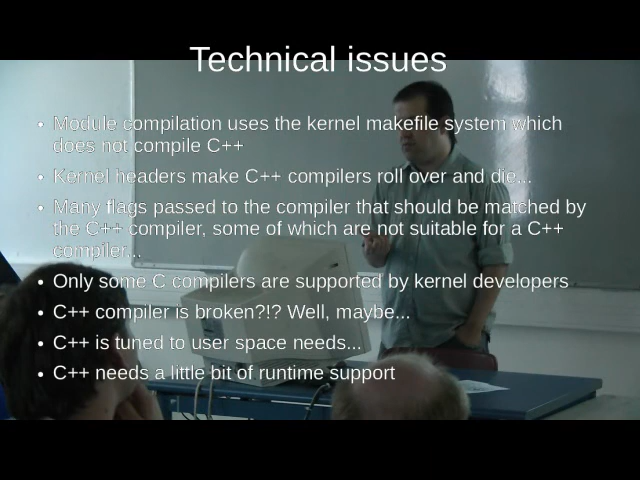 Technical issues
• Module compilation uses the kernel makefile system which
does not compile C++
• Kernel headers make C++ compilers roll over and die...
• Many flags passed to the compiler that should be matched by
the C++ compiler, some of which are not suitable for a C++
compiler...
• Only some C compilers are supported by kernel developers
• C++ compiler is broken?!? Well, maybe...
• C++ is tuned to user space needs...
• C++ needs a little bit of runtime support